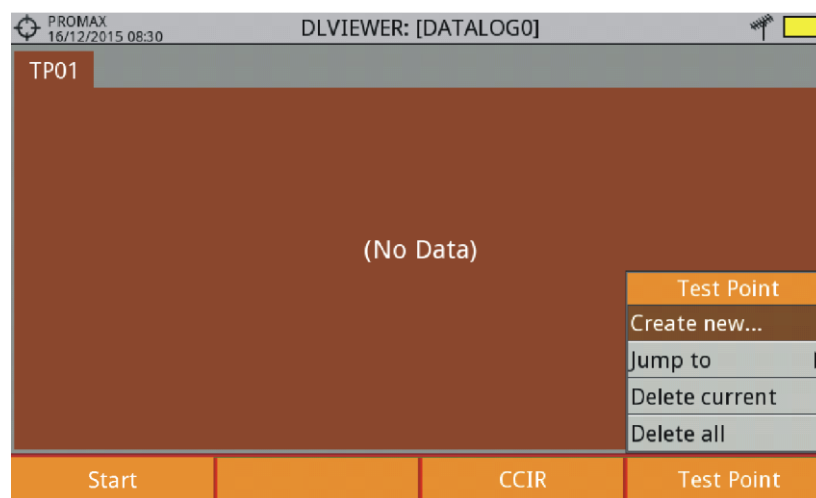 PROMAX
16/12/2015 08:30
DLVIEWER: [DATALOG0]
TP01
(No Data)
Test Point
Create new...
Jump to
Delete current
Delete all
Start
CCIR
Test Point